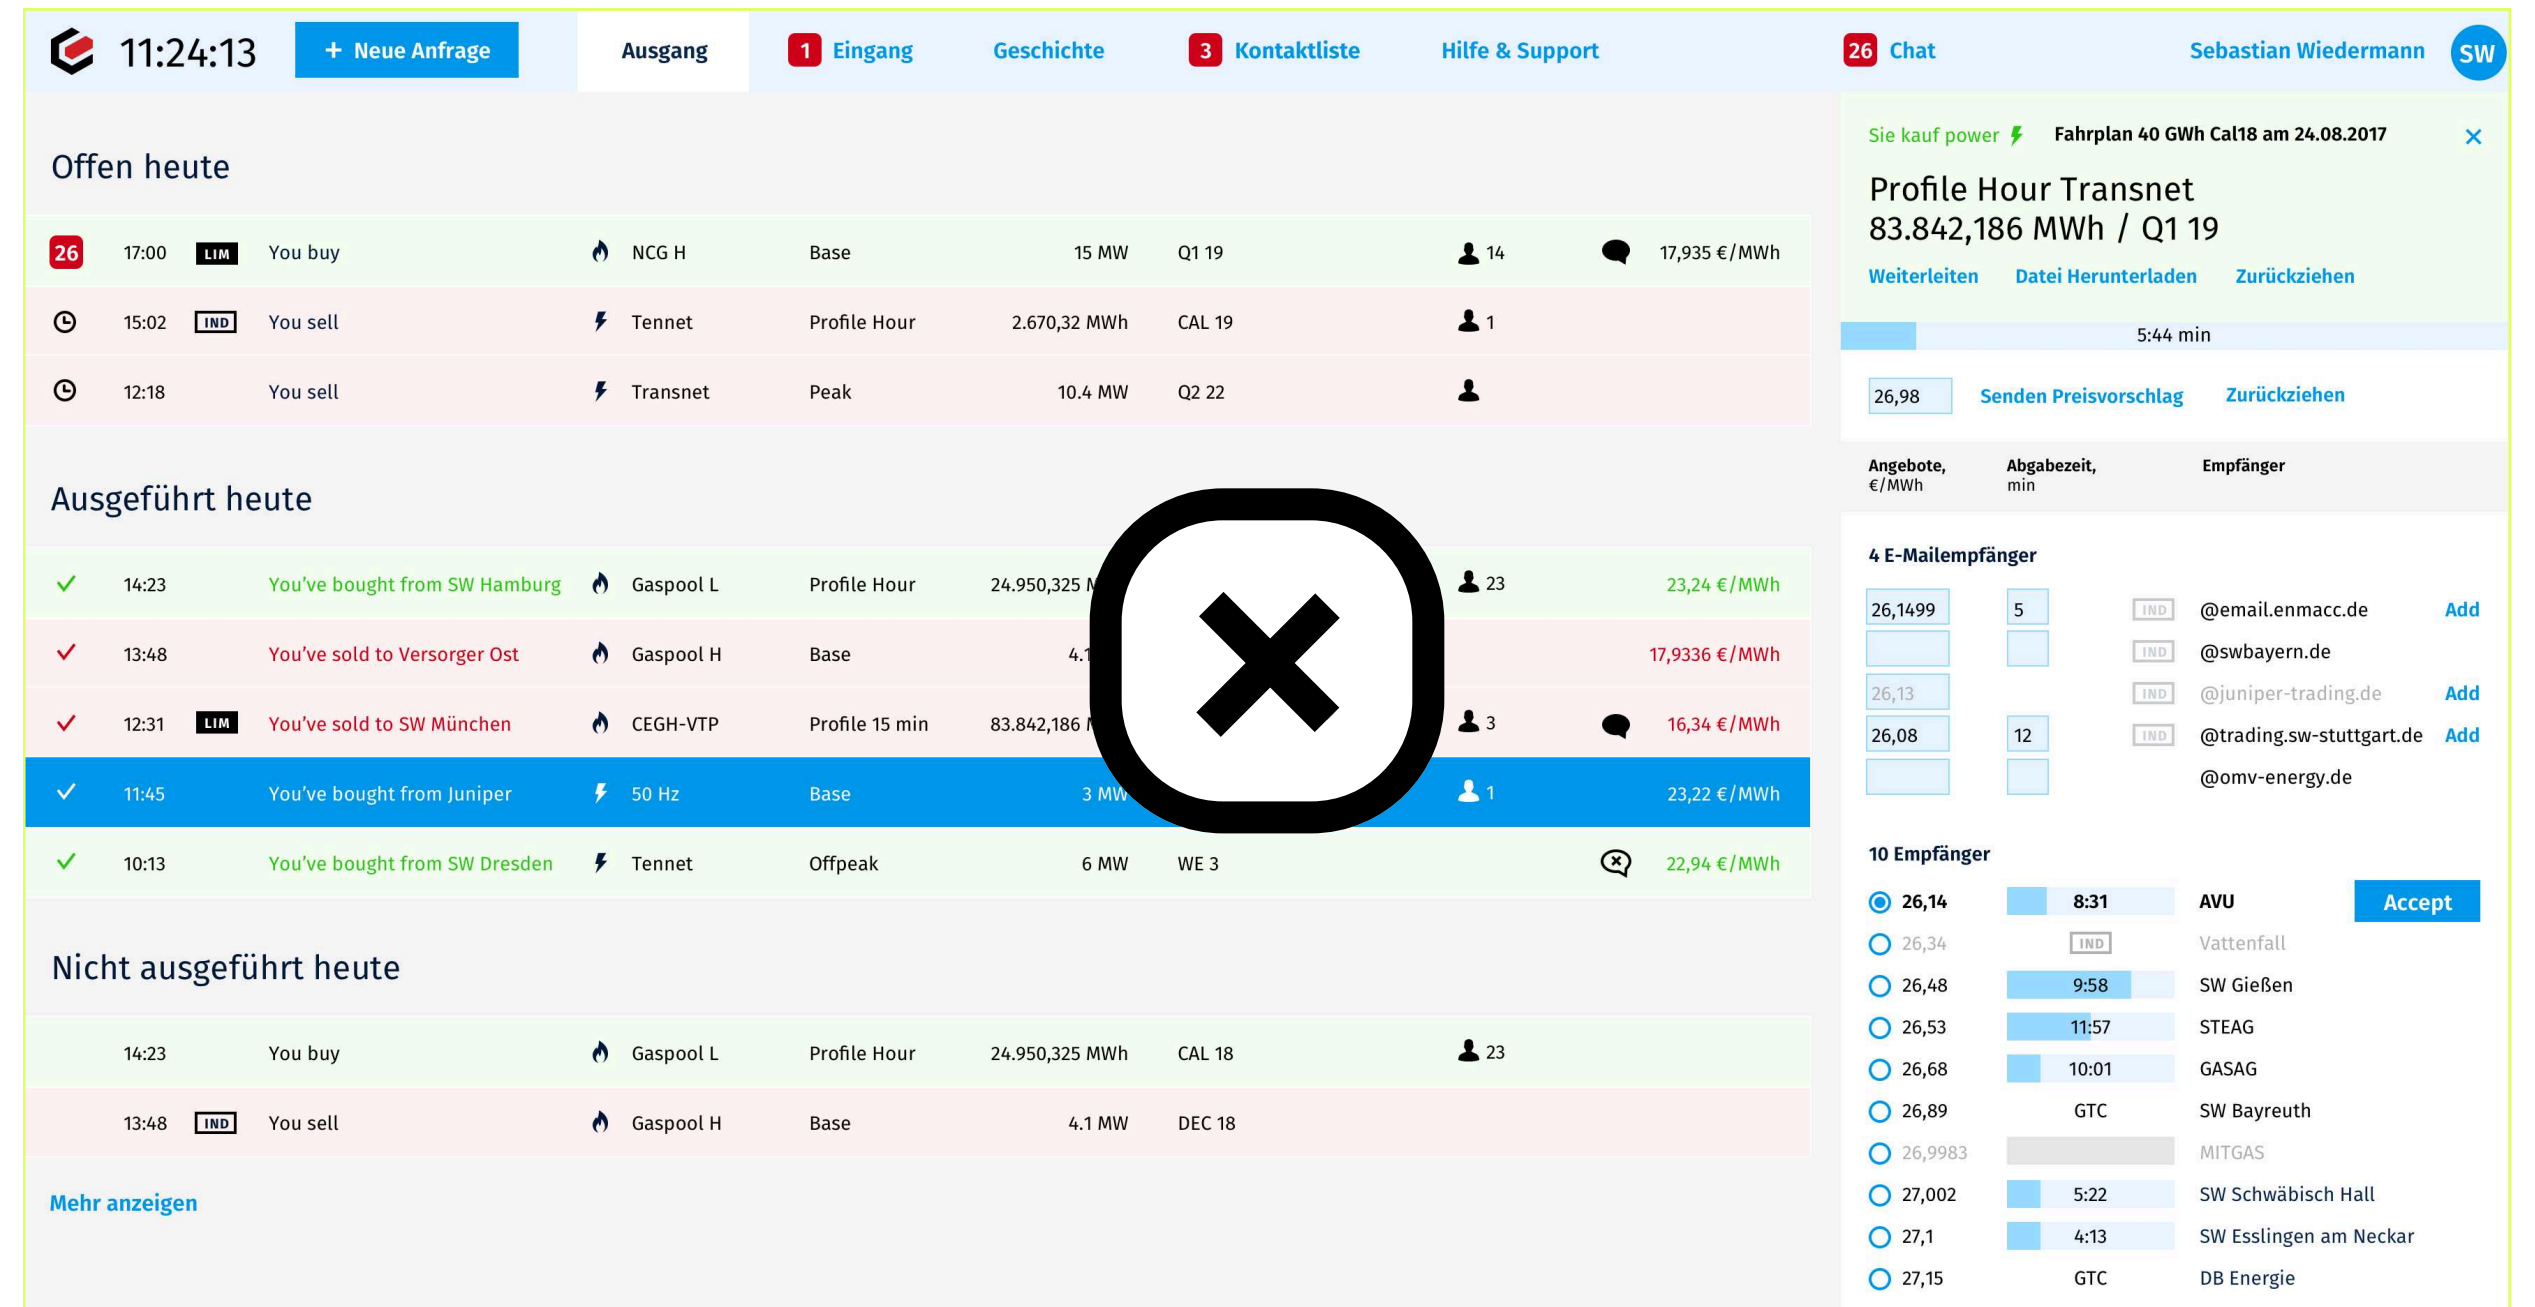 11:24:13 + Neue Anfrage Ausgang 1 Eingang Geschichte 3 Kontaktliste Hilfe & Support 26 Chat Sebastian Wiedermann SW
Offen heute
26 17:00 LIM You buy NCG H Base 15 MW Q1 19 14 17,935 €/MWh
15:02 IND You sell Tennet Profile Hour 2.670,32 MWh CAL 19 1
12:18 You sell Transnet Peak 10.4 MW Q2 22
Ausgeführt heute
14:23 You've bought from SW Hamburg Gaspool L Profile Hour 24.950,325 23 23,24 €/MWh
13:48 You've sold to Versorger Ost Gaspool H Base 17,9336 €/MWh
12:31 LIM You've sold to SW München CEGH-VTP Profile 15 min 83.842,186 3 16,34 €/MWh
11:45 You've bought from Juniper 50 Hz Base 3 MW 1 23,22 €/MWh
10:13 You've bought from SW Dresden Tennet Offpeak 6 MW WE 3 22,94 €/MWh
Nicht ausgeführt heute
14:23 You buy Gaspool L Profile Hour 24.950,325 MWh CAL 18 23
13:48 IND You sell Gaspool H Base 4.1 MW DEC 18
Mehr anzeigen
Sie kauf power Fahrplan 40 GWh Cal18 am 24.08.2017
Profile Hour Transnet
83.842,186 MWh / Q1 19
Weiterleiten Datei Herunterladen Zurückziehen
5:44 min
26,98 Senden Preisvorschlag Zurückziehen
Angebote, Abgabezeit, Empfänger
€/MWh min
4 E-Mailempfänger
26,1499 5 IND @email.enmacc.de Add
IND @swbayern.de
26,13 IND @juniper-trading.de Add
26,08 12 IND @trading.sw-stuttgart.de Add
@omv-energy.de
10 Empfänger
26,14 8:31 AVU Accept
26,34 IND Vattenfall
26,48 9:58 SW Gießen
26,53 11:57 STEAG
26,68 10:01 GASAG
26,89 GTC SW Bayreuth
26,9983 MITGAS
27,002 5:22 SW Schwäbisch Hall
27,1 4:13 SW Esslingen am Neckar
27,15 GTC DB Energie